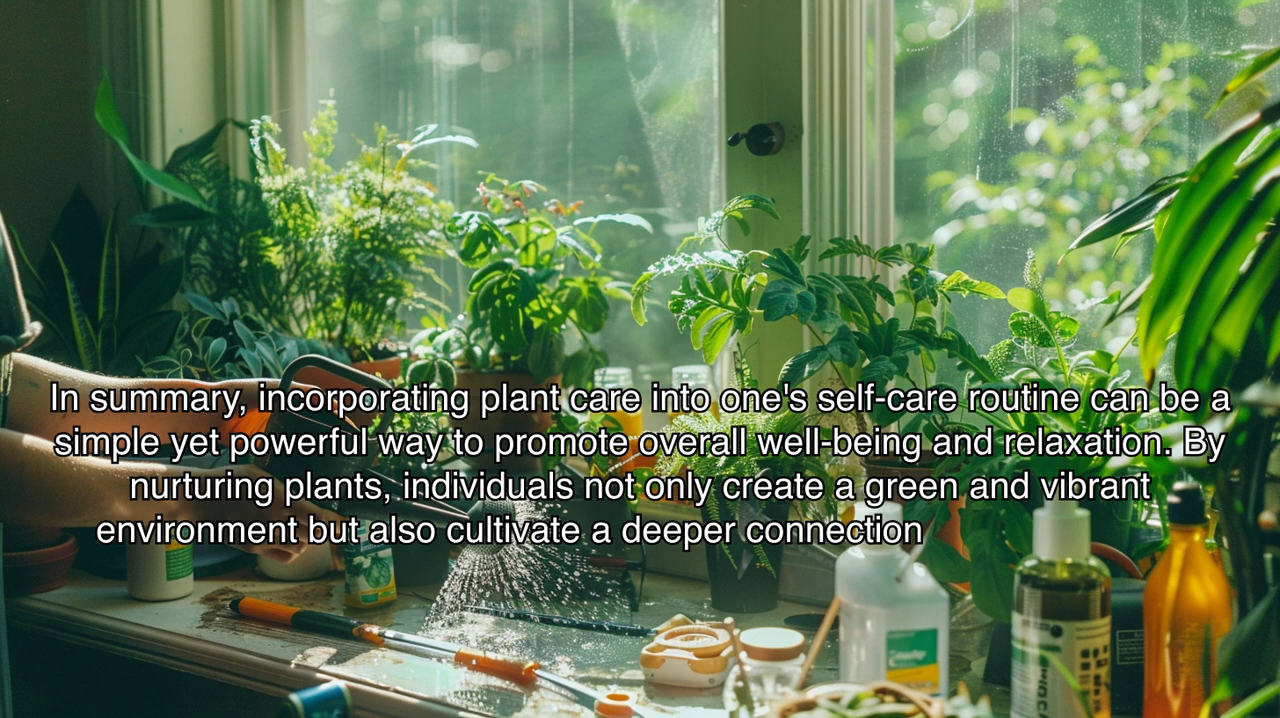 In summary, incorporating plant care into one's self-care routine can be a
simple yet powerful way to promote overall well-being and relaxation. By
nurturing plants, individuals not only create a green and vibrant
environment but also cultivate a deeper connection